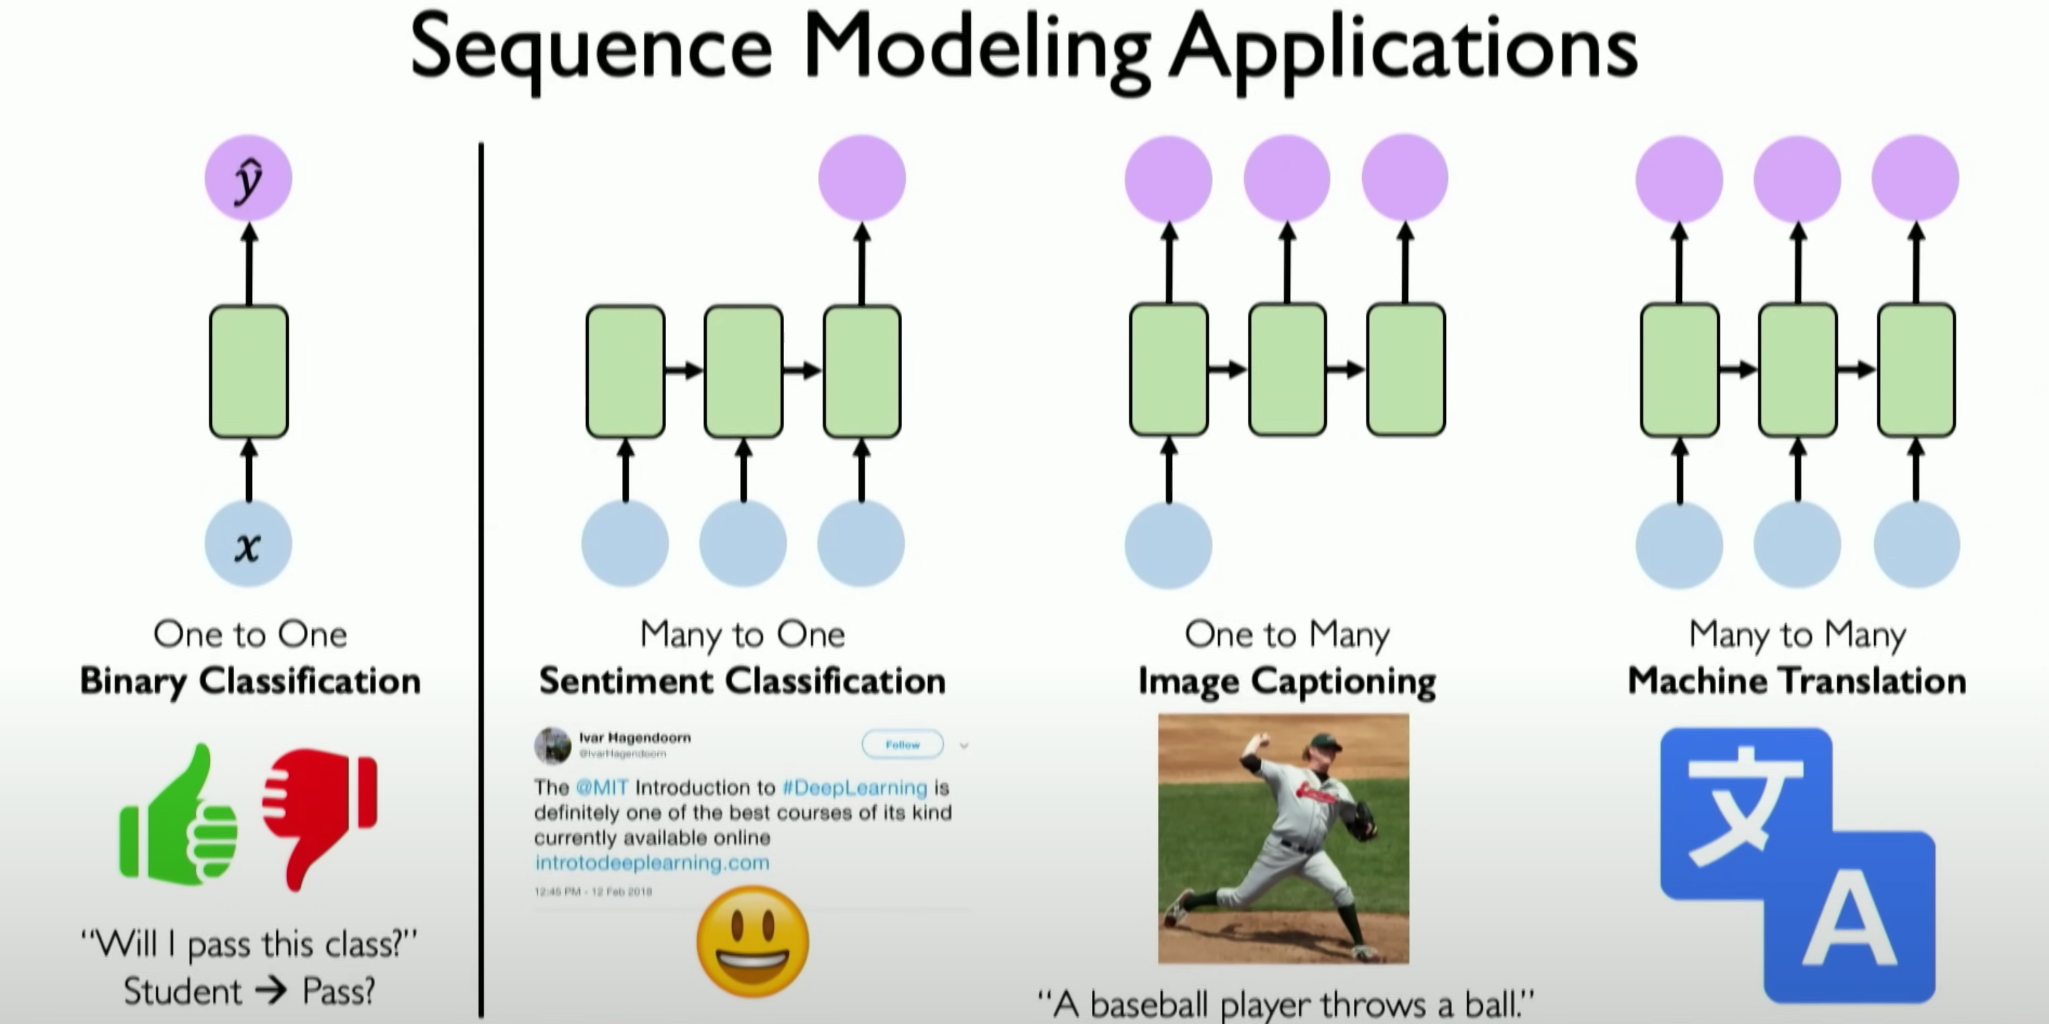 Sequence Modeling Applications
ŷ
x
One to One
Binary Classification
"Will I pass this class?"
Student → Pass?
Many to One
Sentiment Classification
Ivar Hagendoorn
@IvarHagendoorn
Follow
The @MIT Introduction to #DeepLearning is
definitely one of the best courses of its kind
currently available online
introtodeeplearning.com
12:45 PM - 12 Feb 2018
One to Many
Image Captioning
"A baseball player throws a ball."
Many to Many
Machine Translation
文
A